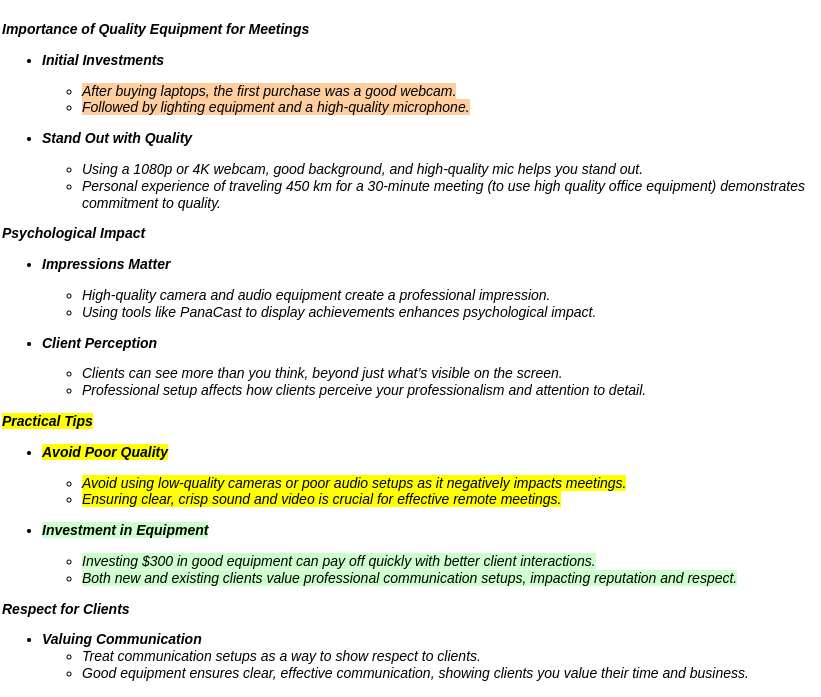 Importance of Quality Equipment for Meetings
Initial Investments
After buying laptops, the first purchase was a good webcam.
Followed by lighting equipment and a high-quality microphone.
Stand Out with Quality
Using a 1080p or 4K webcam, good background, and high-quality mic helps you stand out.
Personal experience of traveling 450 km for a 30-minute meeting (to use high quality office equipment) demonstrates
commitment to quality.
Psychological Impact
Impressions Matter
High-quality camera and audio equipment create a professional impression.
Using tools like PanaCast to display achievements enhances psychological impact.
Client Perception
Clients can see more than you think, beyond just what’s visible on the screen.
Professional setup affects how clients perceive your professionalism and attention to detail.
Practical Tips
Avoid Poor Quality
Avoid using low-quality cameras or poor audio setups as it negatively impacts meetings.
Ensuring clear, crisp sound and video is crucial for effective remote meetings.
Investment in Equipment
Investing $300 in good equipment can pay off quickly with better client interactions.
Both new and existing clients value professional communication setups, impacting reputation and respect.
Respect for Clients
Valuing Communication
Treat communication setups as a way to show respect to clients.
Good equipment ensures clear, effective communication, showing clients you value their time and business.